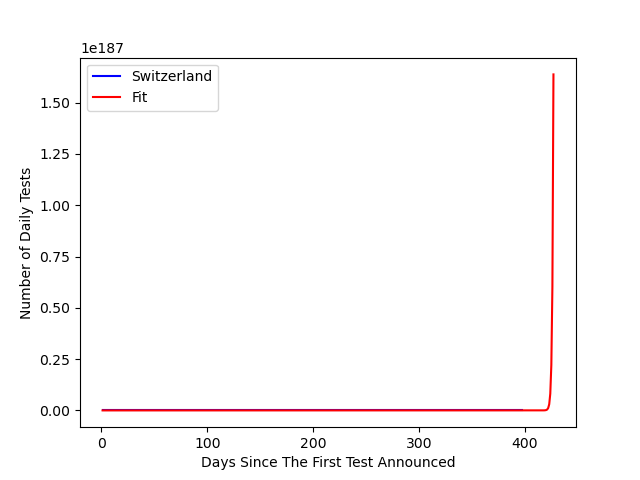 1e187
Switzerland
Fit
1.50
1.25
1.00
0.75
0.50
0.25
0.00
Number of Daily Tests
0 100 200 300 400
Days Since The First Test Announced